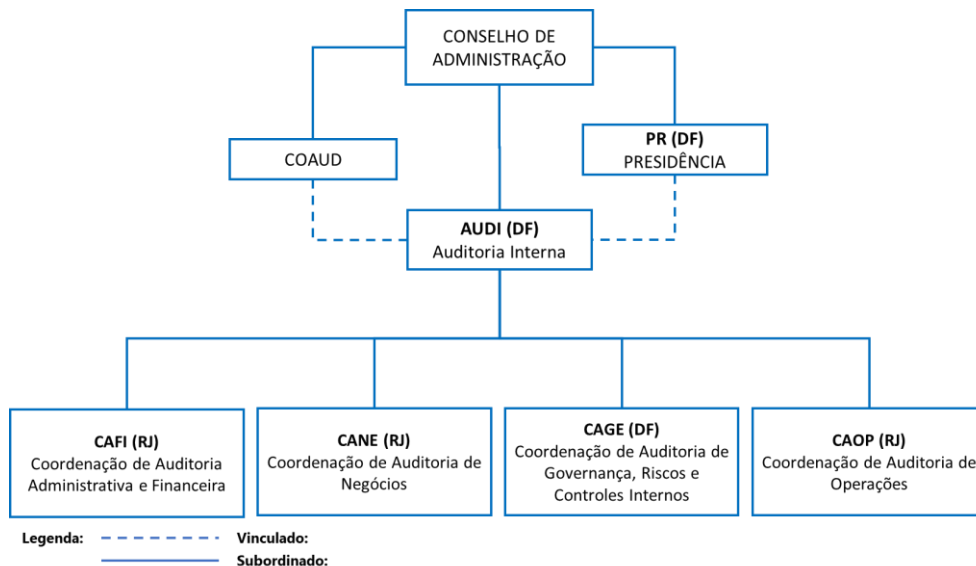 CONSELHO DE
ADMINISTRAÇÃO
COAUD
PR (DF)
PRESIDÊNCIA
AUDI (DF)
Auditoria Interna
CAFI (RJ)
Coordenação de Auditoria
Administrativa e Financeira
CANE (RJ)
Coordenação de Auditoria de
Negócios
CAGE (DF)
Coordenação de Auditoria de
Governança, Riscos e
Controles Internos
CAOP (RJ)
Coordenação de Auditoria de
Operações
Legenda:
Vinculado:
Subordinado: